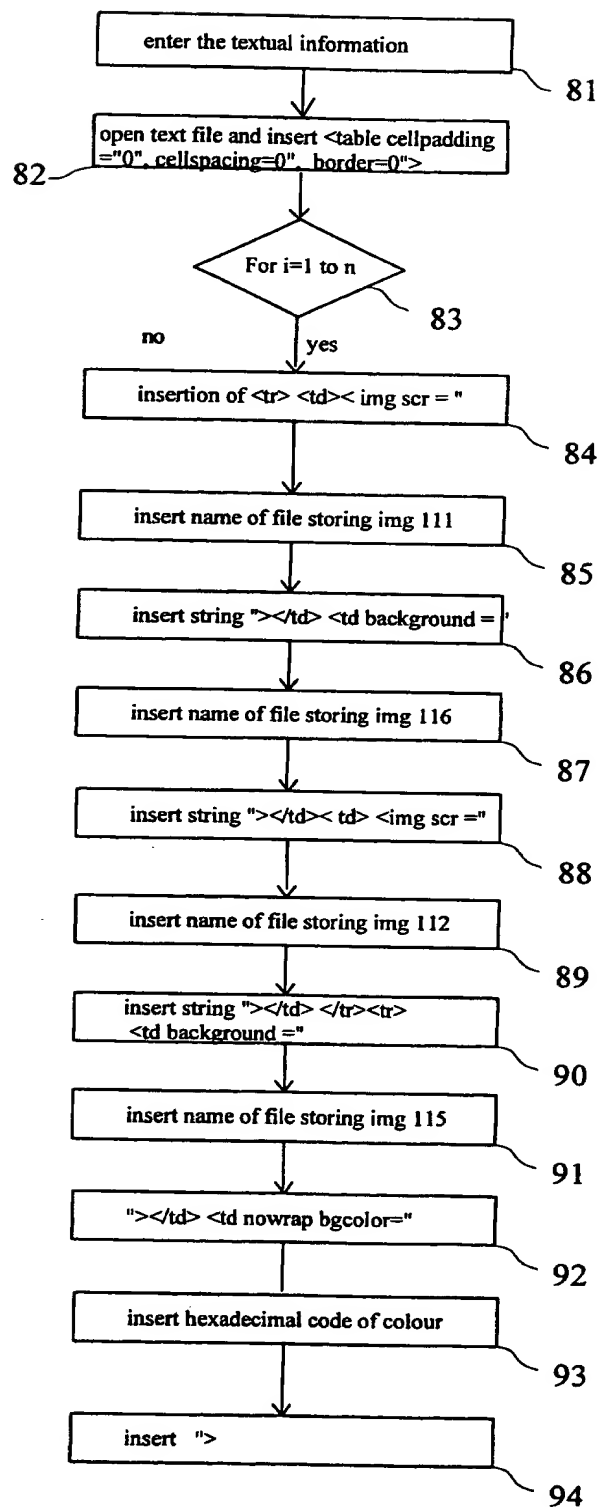 enter the textual information
81
open text file and insert <table cellpadding
="0", cellspacing=0", border=0">
82
For i=1 to n
83
no
yes
insertion of <tr> <td>< img scr = "
84
insert name of file storing img 111
85
insert string "></td> <td background = '
86
insert name of file storing img 116
87
insert string "></td>< td> <img scr ="
88
insert name of file storing img 112
89
insert string "></td> </tr><tr>
<td background ="
90
insert name of file storing img 115
91
"></td> <td nowrap bgcolor="
92
insert hexadecimal code of colour
93
insert ">
94